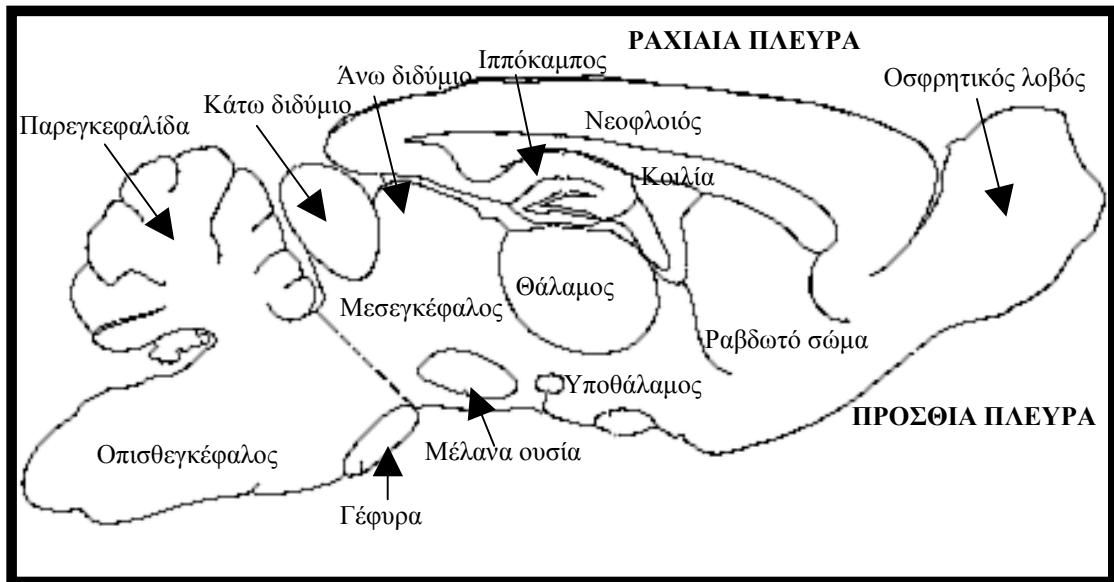 ΡΑΧΙΑΙΑ ΠΛΕΥΡΑ
Ιππόκαμπος
Άνω διδύμιο
Οσφρητικός λοβός
Κάτω διδύμιο
Παρεγκεφαλίδα
Νεοφλοιός
Κοιλία
Θάλαμος
Μεσεγκέφαλος
Ραβδωτό σώμα
Υποθάλαμος
ΠΡΟΣΘΙΑ ΠΛΕΥΡΑ
Οπισθεγκέφαλος
Μέλανα ουσία
Γέφυρα